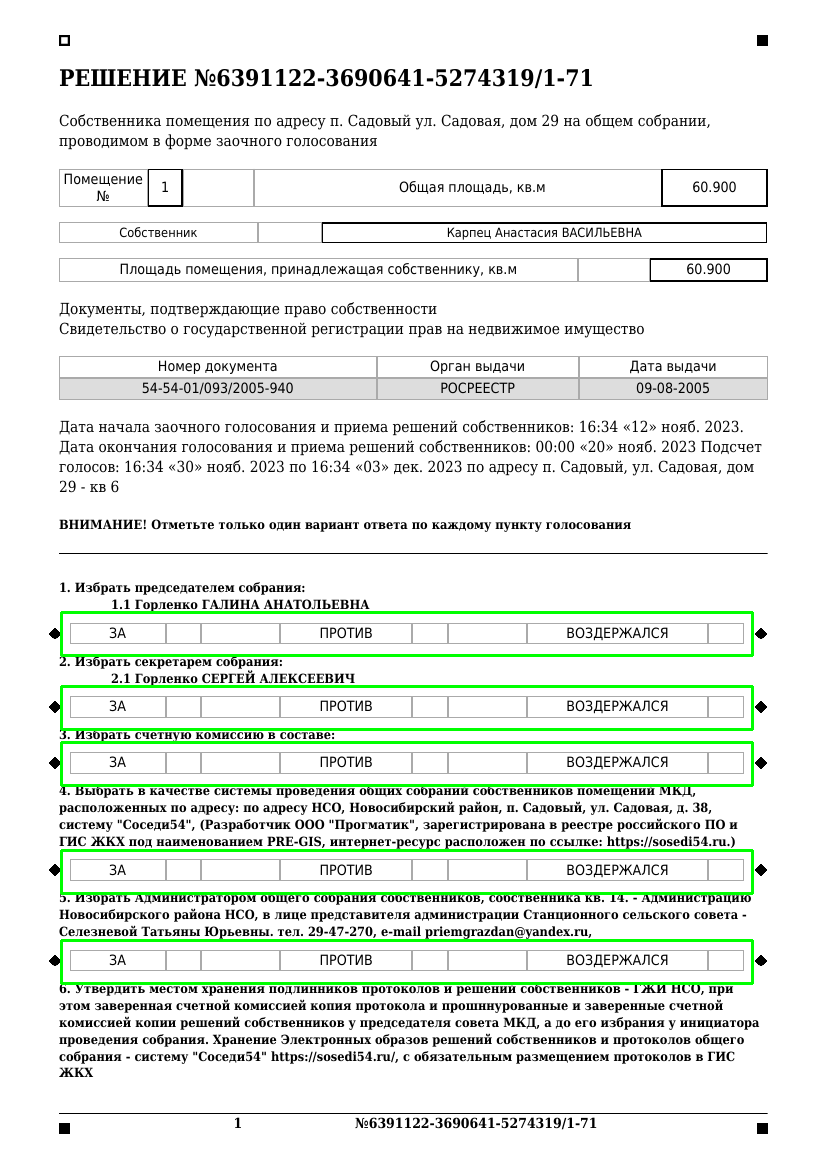 РЕШЕНИЕ №6391122-3690641-5274319/1-71
Собственника помещения по адресу п. Садовый ул. Садовая, дом 29 на общем собрании,
проводимом в форме заочного голосования
Помещение № 1 Общая площадь, кв.м 60.900
Собственник Карпец Анастасия ВАСИЛЬЕВНА
Площадь помещения, принадлежащая собственнику, кв.м 60.900
Документы, подтверждающие право собственности
Свидетельство о государственной регистрации прав на недвижимое имущество
Номер документа Орган выдачи Дата выдачи
54-54-01/093/2005-940 РОСРЕЕСТР 09-08-2005
Дата начала заочного голосования и приема решений собственников: 16:34 «12» нояб. 2023.
Дата окончания голосования и приема решений собственников: 00:00 «20» нояб. 2023 Подсчет
голосов: 16:34 «30» нояб. 2023 по 16:34 «03» дек. 2023 по адресу п. Садовый, ул. Садовая, дом
29 - кв 6
ВНИМАНИЕ! Отметьте только один вариант ответа по каждому пункту голосования
1. Избрать председателем собрания:
1.1 Горленко ГАЛИНА АНАТОЛЬЕВНА
ЗА ПРОТИВ ВОЗДЕРЖАЛСЯ
2. Избрать секретарем собрания:
2.1 Горленко СЕРГЕЙ АЛЕКСЕЕВИЧ
ЗА ПРОТИВ ВОЗДЕРЖАЛСЯ
3. Избрать счетную комиссию в составе:
ЗА ПРОТИВ ВОЗДЕРЖАЛСЯ
4. Выбрать в качестве системы проведения общих собраний собственников помещений МКД,
расположенных по адресу: по адресу НСО, Новосибирский район, п. Садовый, ул. Садовая, д. 38,
систему "Соседи54", (Разработчик ООО "Прогматик", зарегистрирована в реестре российского ПО и
ГИС ЖКХ под наименованием PRE-GIS, интернет-ресурс расположен по ссылке: https://sosedi54.ru.)
ЗА ПРОТИВ ВОЗДЕРЖАЛСЯ
5. Избрать Администратором общего собрания собственников, собственника кв. 14. - Администрацию
Новосибирского района НСО, в лице представителя администрации Станционного сельского совета -
Селезневой Татьяны Юрьевны. тел. 29-47-270, e-mail priemgrazdan@yandex.ru,
ЗА ПРОТИВ ВОЗДЕРЖАЛСЯ
6. Утвердить местом хранения подлинников протоколов и решений собственников - ГЖИ НСО, при
этом заверенная счетной комиссией копия протокола и прошннурованные и заверенные счетной
комиссией копии решений собственников у председателя совета МКД, а до его избрания у инициатора
проведения собрания. Хранение Электронных образов решений собственников и протоколов общего
собрания - систему "Соседи54" https://sosedi54.ru/, с обязательным размещением протоколов в ГИС
ЖКХ
1 №6391122-3690641-5274319/1-71